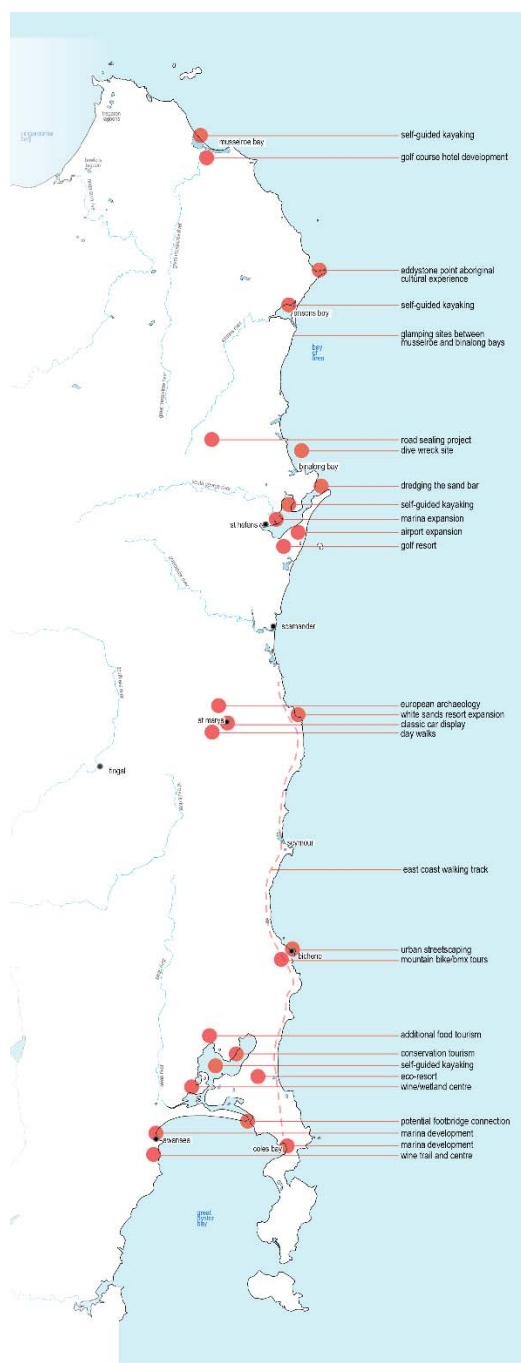 self-guided kayaking
musselroe bay
golf course hotel development
great musselroe river
eddystone point aboriginal
cultural experience
self-guided kayaking
ansons bay
glamping sites between
musselroe and binalong bays
bay
of
fires
road sealing project
dive wreck site
binalong bay
dredging the sand bar
self-guided kayaking
marina expansion
st helens
airport expansion
golf resort
scamander
european archaeology
white sands resort expansion
st marys
classic car display
day walks
fingal
seymour
east coast walking track
urban streetscaping
bicheno
mountain bike/bmx tours
additional food tourism
conservation tourism
self-guided kayaking
eco-resort
wine/wetland centre
potential footbridge connection
marina development
swansea
marina development
coles bay
wine trail and centre
great
oyster
bay